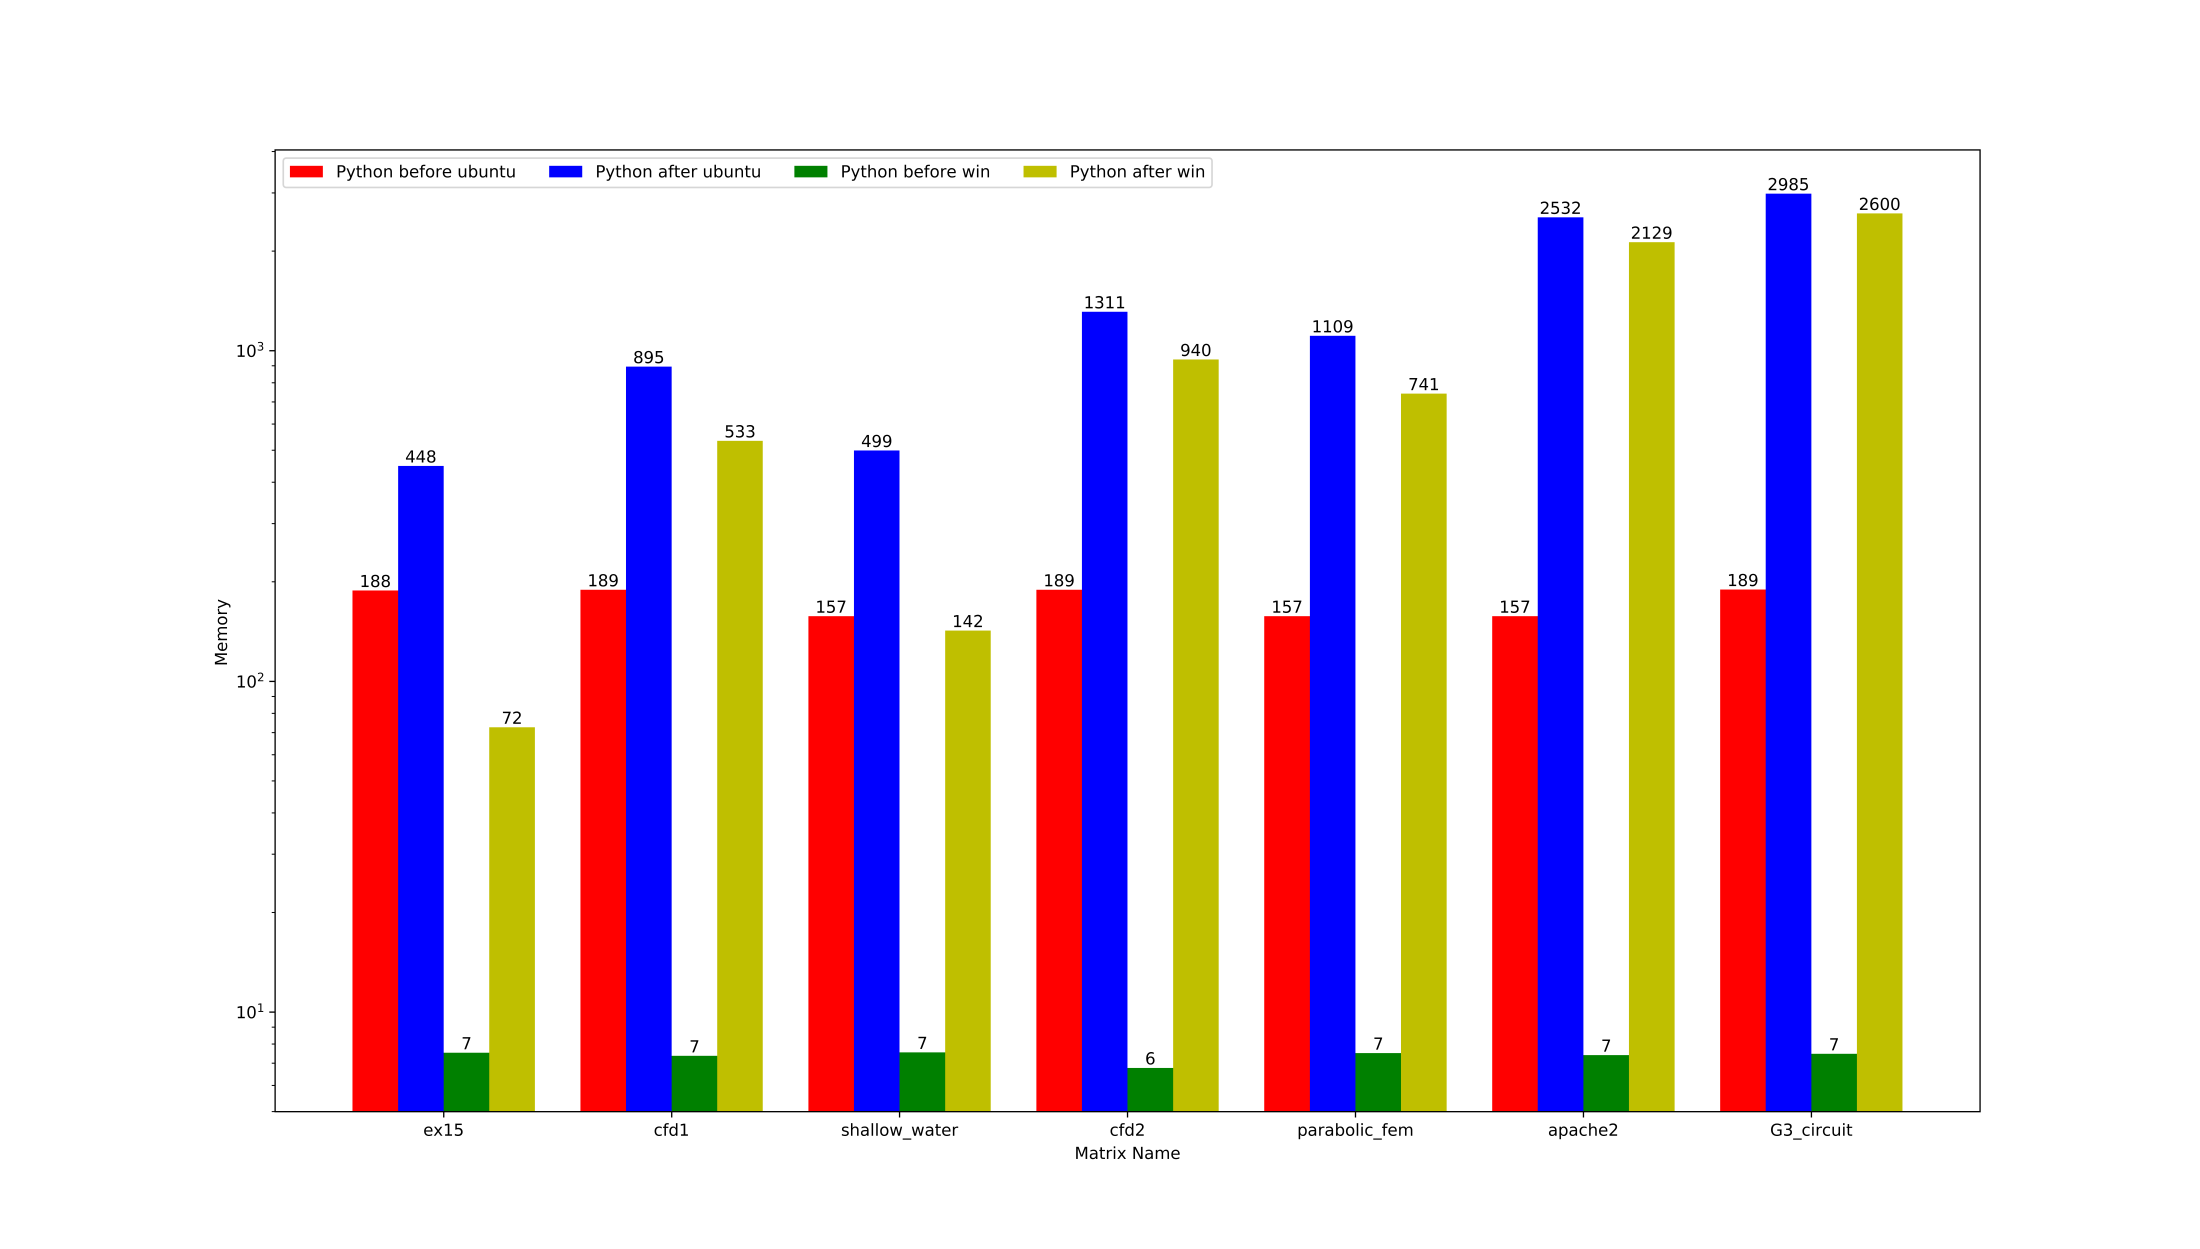 Python before ubuntu Python after ubuntu Python before win Python after win
Memory
10³
10²
10¹
188 448 7 72
189 895 7 533
157 499 7 142
189 1311 6 940
157 1109 7 741
157 2532 7 2129
189 2985 7 2600
ex15 cfd1 shallow_water cfd2 parabolic_fem apache2 G3_circuit
Matrix Name